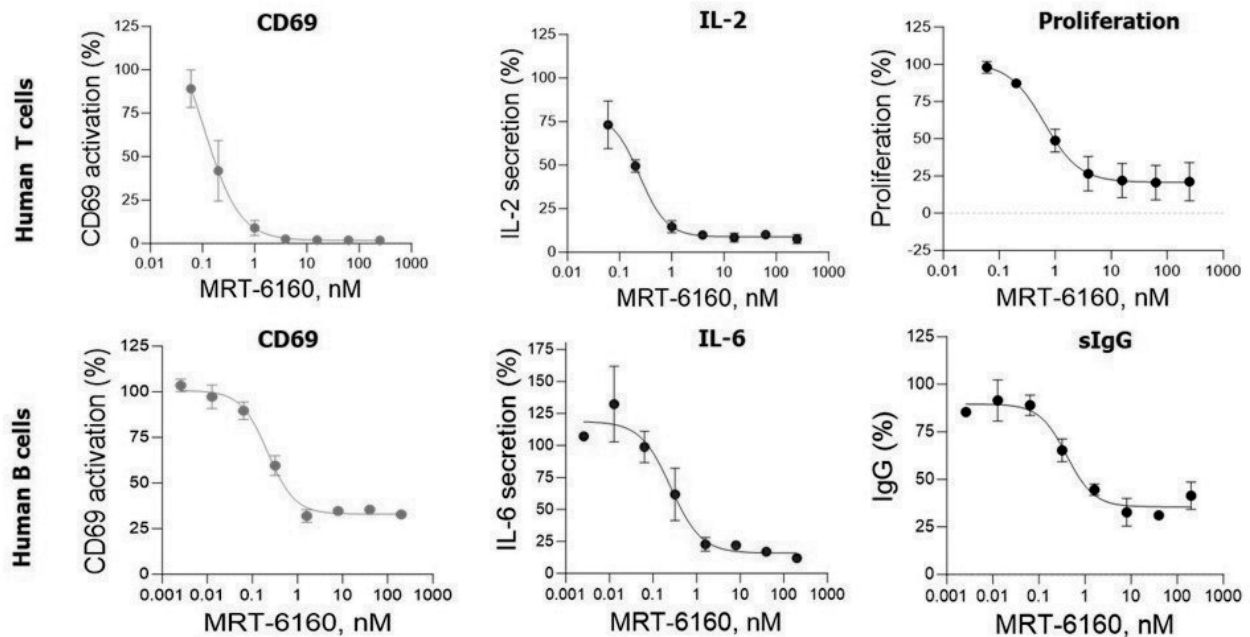 Human T cells
CD69
CD69 activation (%)
125
100
75
50
25
0
0.01 0.1 1 10 100 1000
MRT-6160, nM
IL-2
IL-2 secretion (%)
125
100
75
50
25
0
0.01 0.1 1 10 100 1000
MRT-6160, nM
Proliferation
Proliferation (%)
125
100
75
50
25
0
-25
0.01 0.1 1 10 100 1000
MRT-6160, nM
Human B cells
CD69
CD69 activation (%)
125
100
75
50
25
0
0.001 0.01 0.1 1 10 100 1000
MRT-6160, nM
IL-6
IL-6 secretion (%)
175
150
125
100
75
50
25
0
0.001 0.01 0.1 1 10 100 1000
MRT-6160, nM
sIgG
IgG (%)
125
100
75
50
25
0
0.001 0.01 0.1 1 10 100 1000
MRT-6160, nM